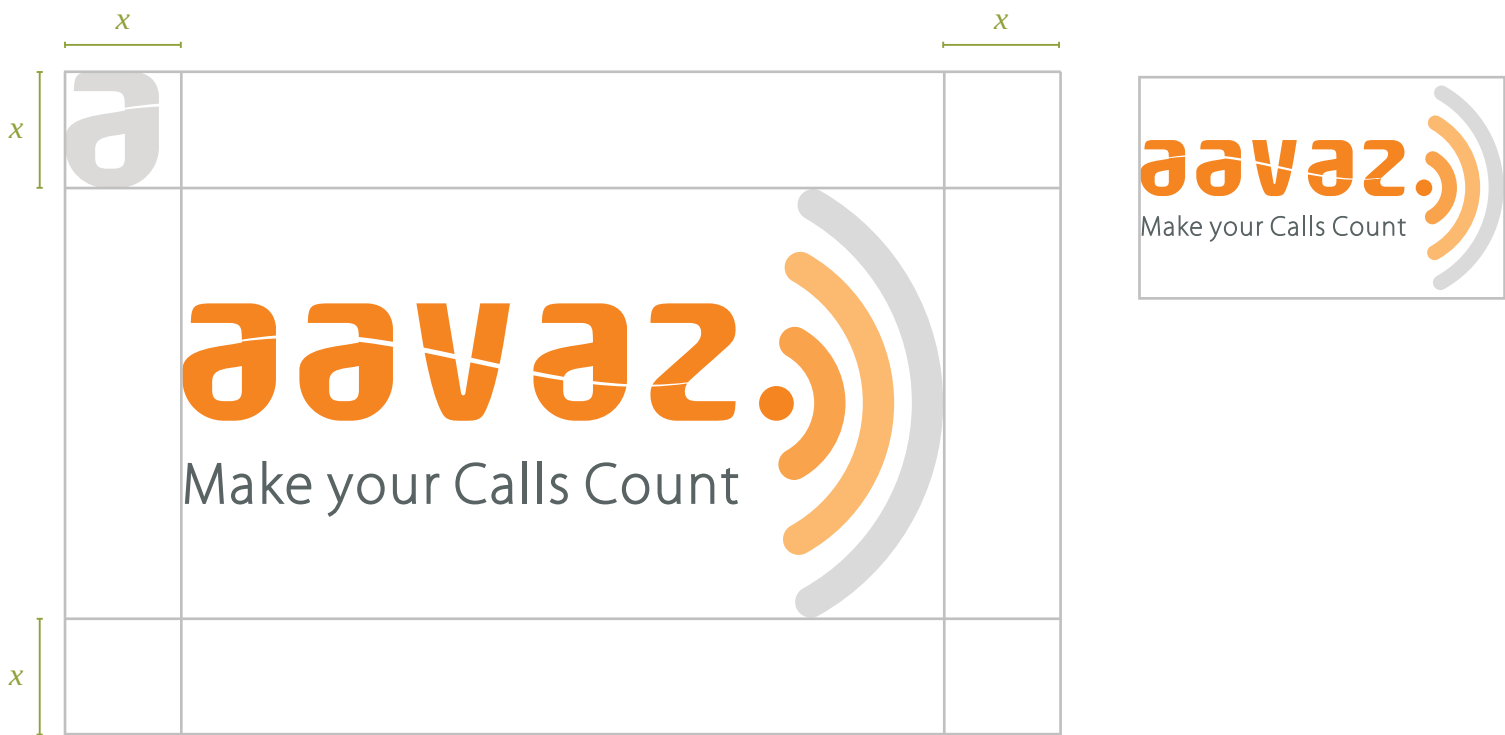 x x
x
a
aavaz.
Make your Calls Count
x
aavaz.
Make your Calls Count